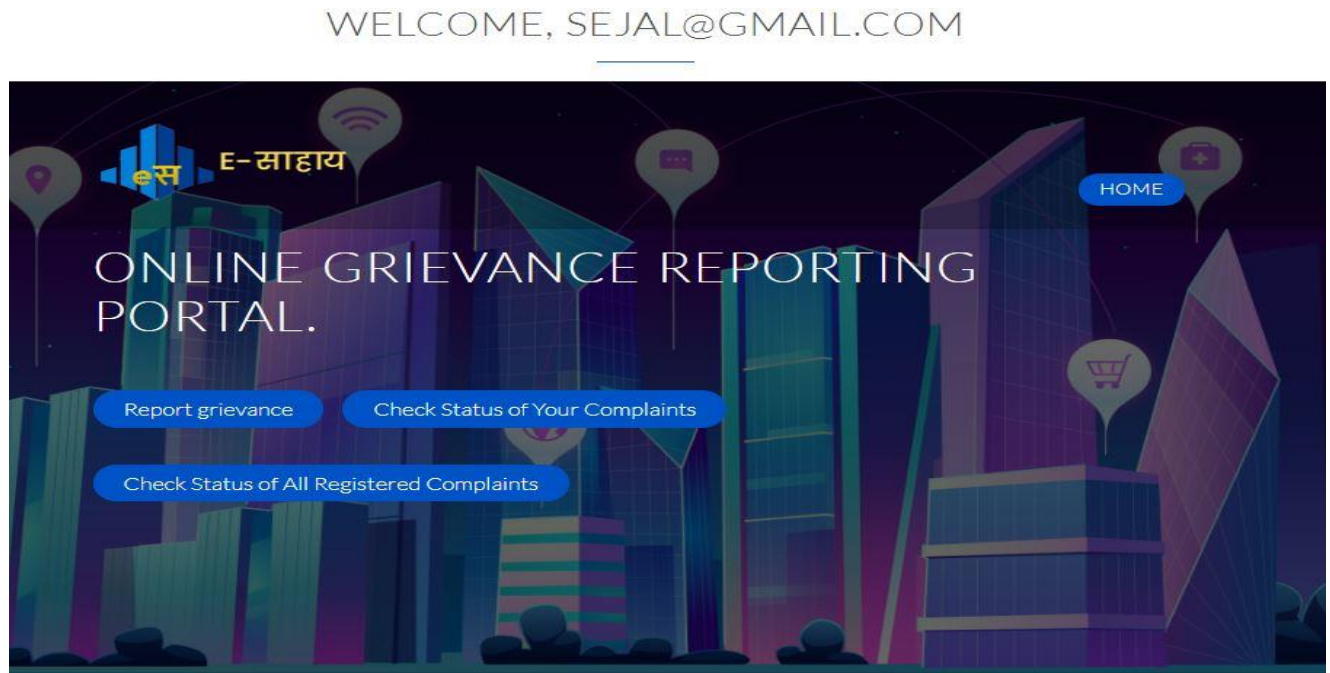 WELCOME, SEJAL@GMAIL.COM
eस
E-साहाय
HOME
ONLINE GRIEVANCE REPORTING
PORTAL.
Report grievance
Check Status of Your Complaints
Check Status of All Registered Complaints